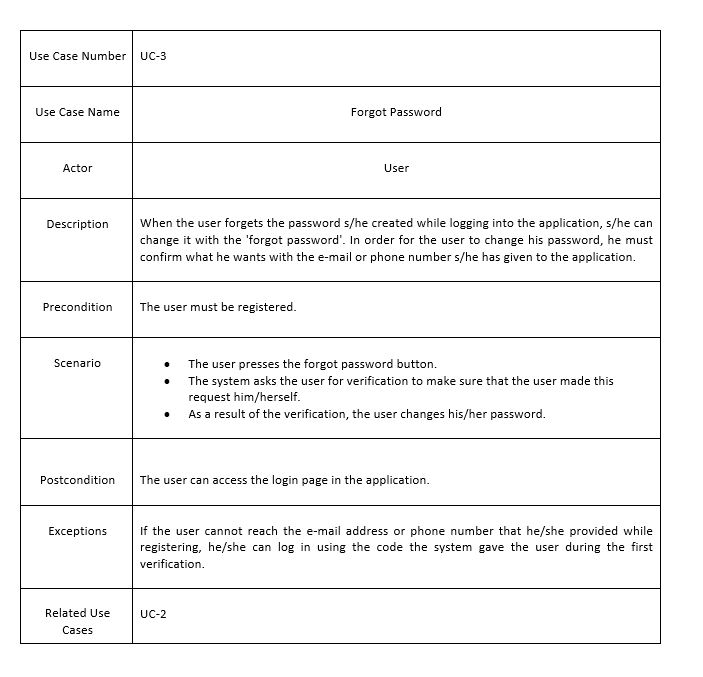 Use Case Number UC-3
Use Case Name Forgot Password
Actor User
Description When the user forgets the password s/he created while logging into the application, s/he can
change it with the 'forgot password'. In order for the user to change his password, he must
confirm what he wants with the e-mail or phone number s/he has given to the application.
Precondition The user must be registered.
Scenario • The user presses the forgot password button.
• The system asks the user for verification to make sure that the user made this
request him/herself.
• As a result of the verification, the user changes his/her password.
Postcondition The user can access the login page in the application.
Exceptions If the user cannot reach the e-mail address or phone number that he/she provided while
registering, he/she can log in using the code the system gave the user during the first
verification.
Related Use
Cases
UC-2